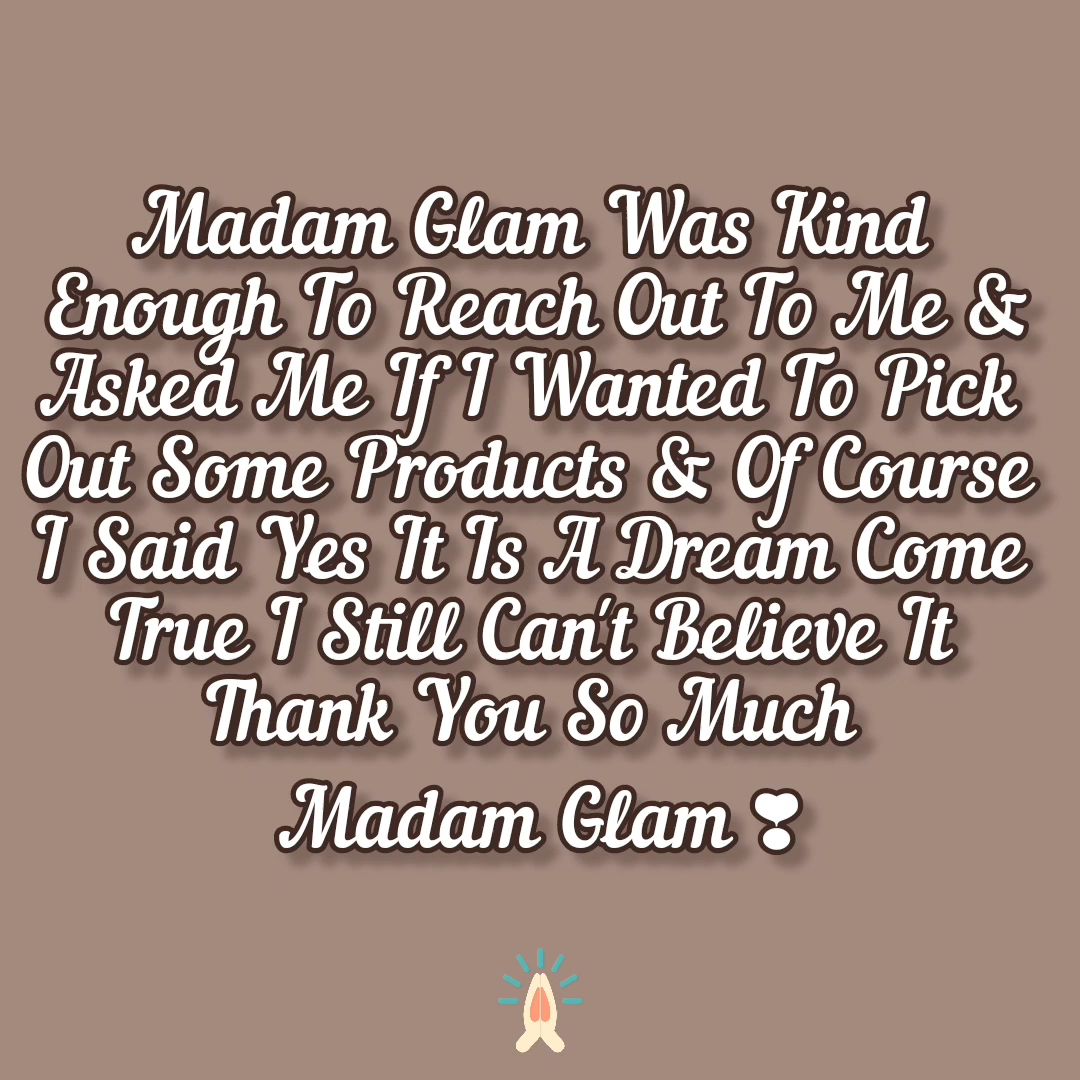 Madam Glam Was Kind
Enough To Reach Out To Me &
Asked Me If I Wanted To Pick
Out Some Products & Of Course
I Said Yes It Is A Dream Come
True I Still Can't Believe It
Thank You So Much
Madam Glam ❣